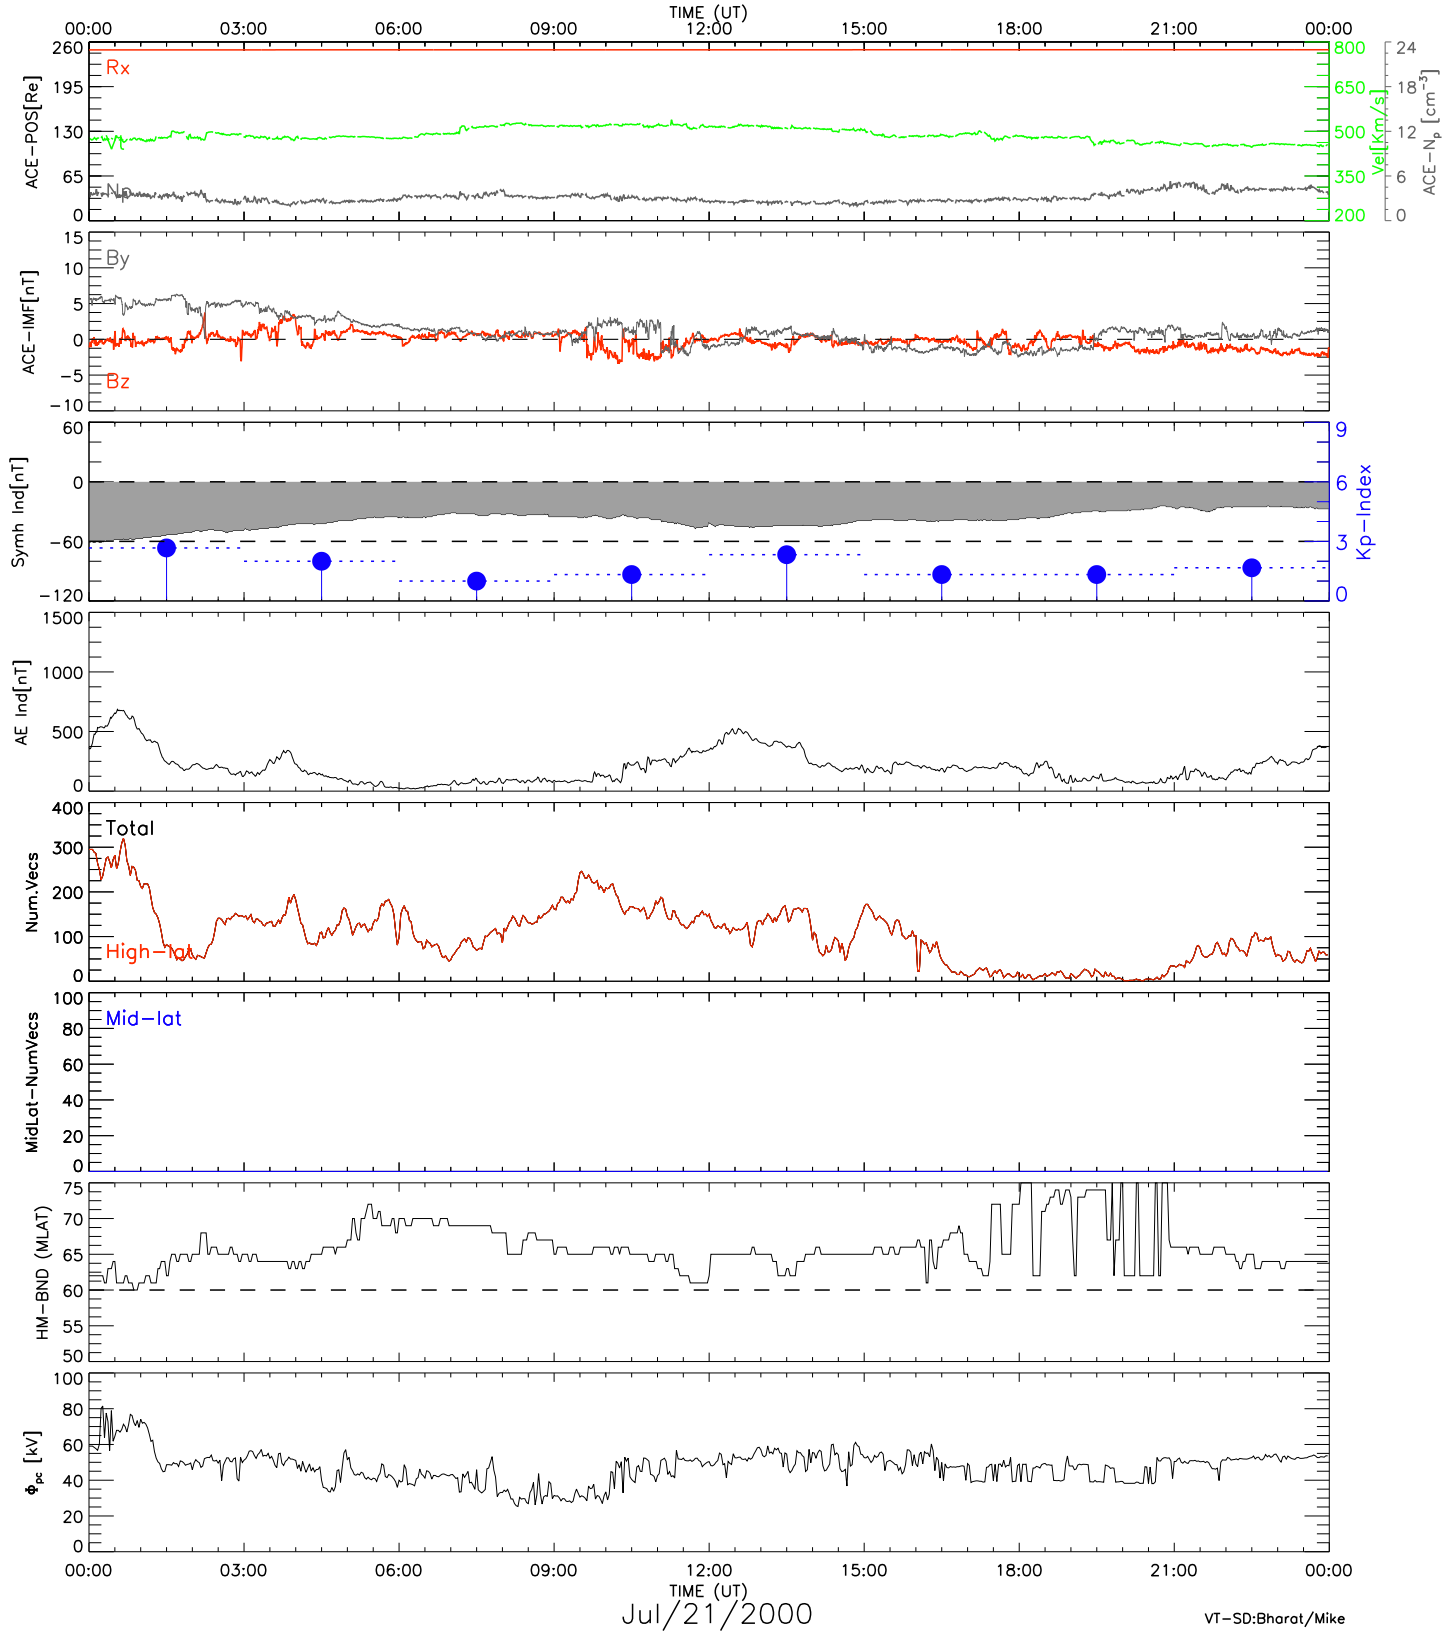 TIME (UT)
00:00 03:00 06:00 09:00 12:00 15:00 18:00 21:00 00:00
260 195 130 65 0
ACE-POS[Re]
Rx
Np
800 650 500 350 200
Vel[Km/s]
24 18 12 6 0
ACE-Np [cm-3]
15 10 5 0 -5 -10
ACE-IMF[nT]
By
Bz
60 0 -60 -120
Symh Ind[nT]
9 6 3 0
Kp-Index
1500 1000 500 0
AE Ind[nT]
400 300 200 100 0
Num.Vecs
Total
High-lat
100 80 60 40 20 0
MidLat-NumVecs
Mid-lat
75 70 65 60 55 50
HM-BND (MLAT)
100 80 60 40 20 0
Φpc [kV]
00:00 03:00 06:00 09:00 12:00 15:00 18:00 21:00 00:00
TIME (UT)
Jul/21/2000
VT-SD:Bharat/Mike